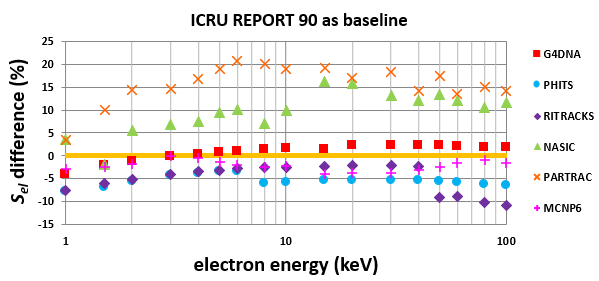 ICRU REPORT 90 as baseline
S_el difference (%)
25
20
15
10
5
0
-5
-10
-15
1
10
100
electron energy (keV)
G4DNA
PHITS
RITRACKS
NASIC
PARTRAC
MCNP6